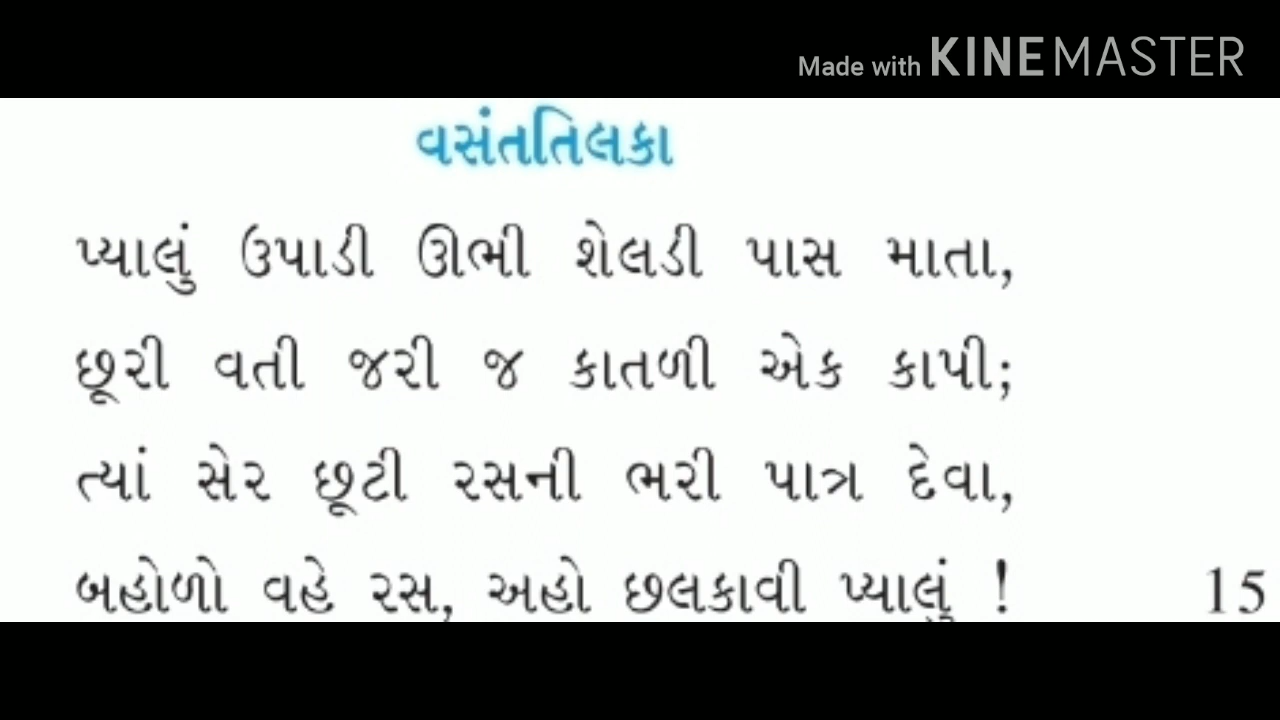 Made with KINEMASTER
વસંતતિલકા
પ્યાલું ઉપાડી ઊભી શેલડી પાસ માતા,
છૂરી વતી જરી જ કાતળી એક કાપી;
ત્યાં સેર છૂટી રસની ભરી પાત્ર દેવા,
બહોળો વહે રસ, અહો છલકાવી પ્યાલું ! 15